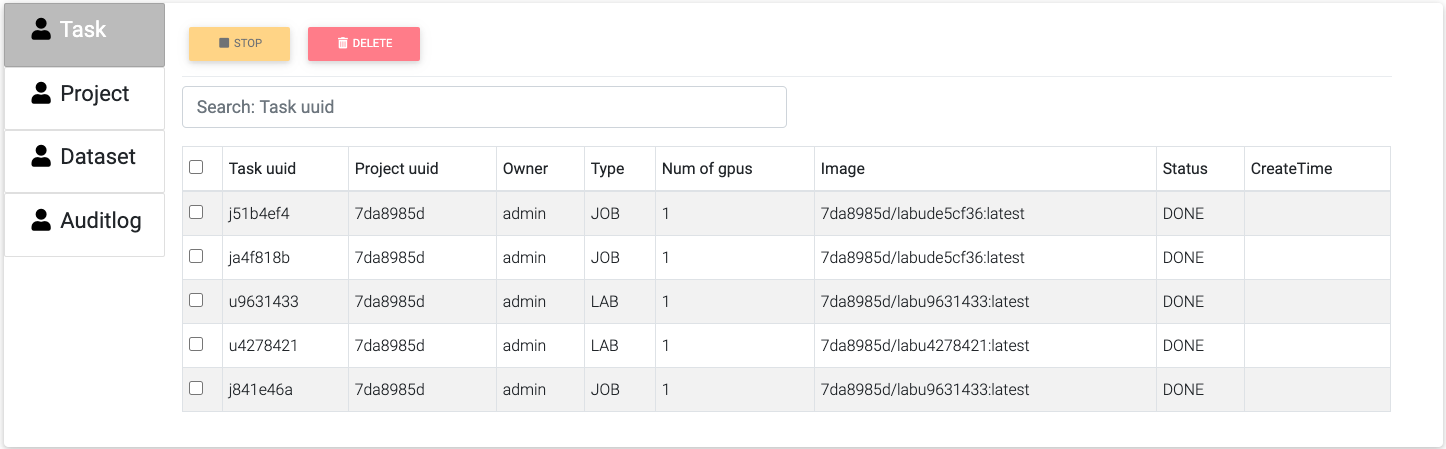 Task
Project
Dataset
Auditlog
STOP DELETE
Search: Task uuid
Task uuid Project uuid Owner Type Num of gpus Image Status CreateTime
j51b4ef4 7da8985d admin JOB 1 7da8985d/labude5cf36:latest DONE
ja4f818b 7da8985d admin JOB 1 7da8985d/labude5cf36:latest DONE
u9631433 7da8985d admin LAB 1 7da8985d/labu9631433:latest DONE
u4278421 7da8985d admin LAB 1 7da8985d/labu4278421:latest DONE
j841e46a 7da8985d admin JOB 1 7da8985d/labu9631433:latest DONE